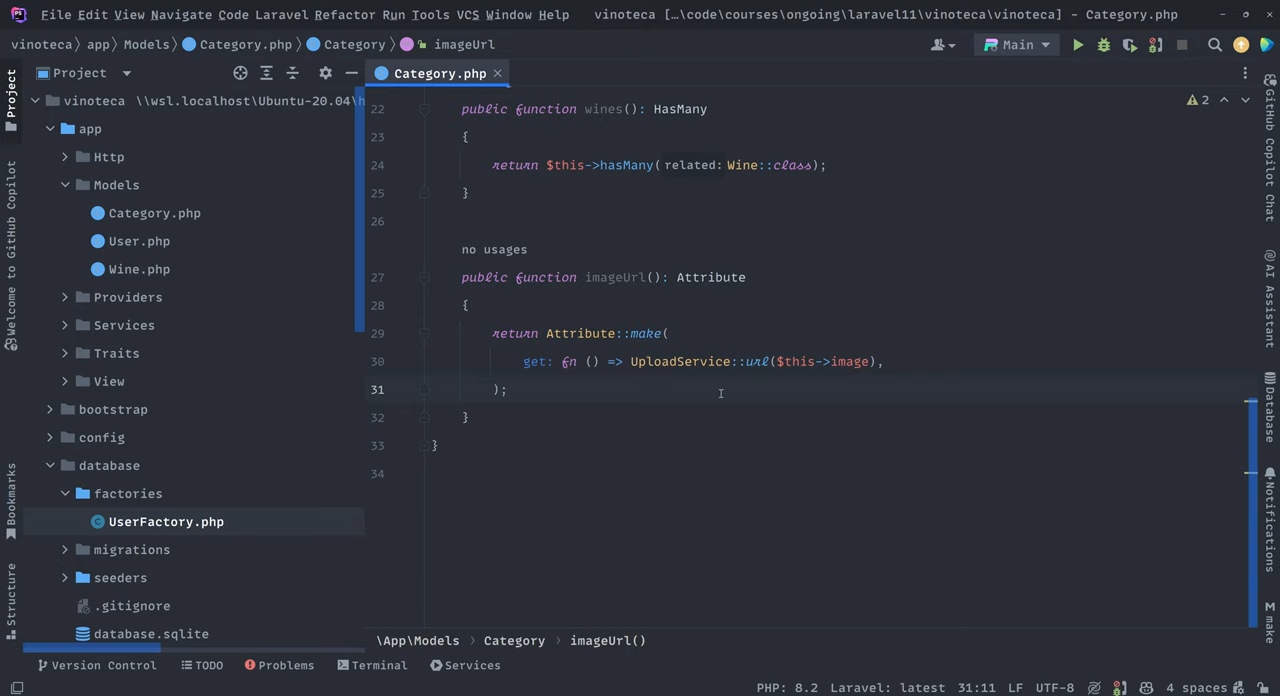 File Edit View Navigate Code Laravel Refactor Run Tools VCS Window Help vinoteca […\code\courses\ongoing\laravel11\vinoteca\vinoteca] - Category.php
vinoteca app Models Category.php Category imageUrl
Main
Project
Category.php
Project
Welcome to GitHub Copilot
Bookmarks
Structure
vinoteca \\wsl.localhost\Ubuntu-20.04\h
app
Http
Models
Category.php
User.php
Wine.php
Providers
Services
Traits
View
bootstrap
config
database
factories
UserFactory.php
migrations
seeders
.gitignore
database.sqlite
2
22 public function wines(): HasMany
23 {
24 return $this->hasMany( related: Wine::class);
25 }
26
no usages
27 public function imageUrl(): Attribute
28 {
29 return Attribute::make(
30 get: fn () => UploadService::url($this->image),
31 );
32 }
33 }
34
GitHub Copilot Chat
AI Assistant
Database
Notifications
make
\App\Models Category imageUrl()
Version Control TODO Problems Terminal Services
PHP: 8.2 Laravel: latest 31:11 LF UTF-8 4 spaces